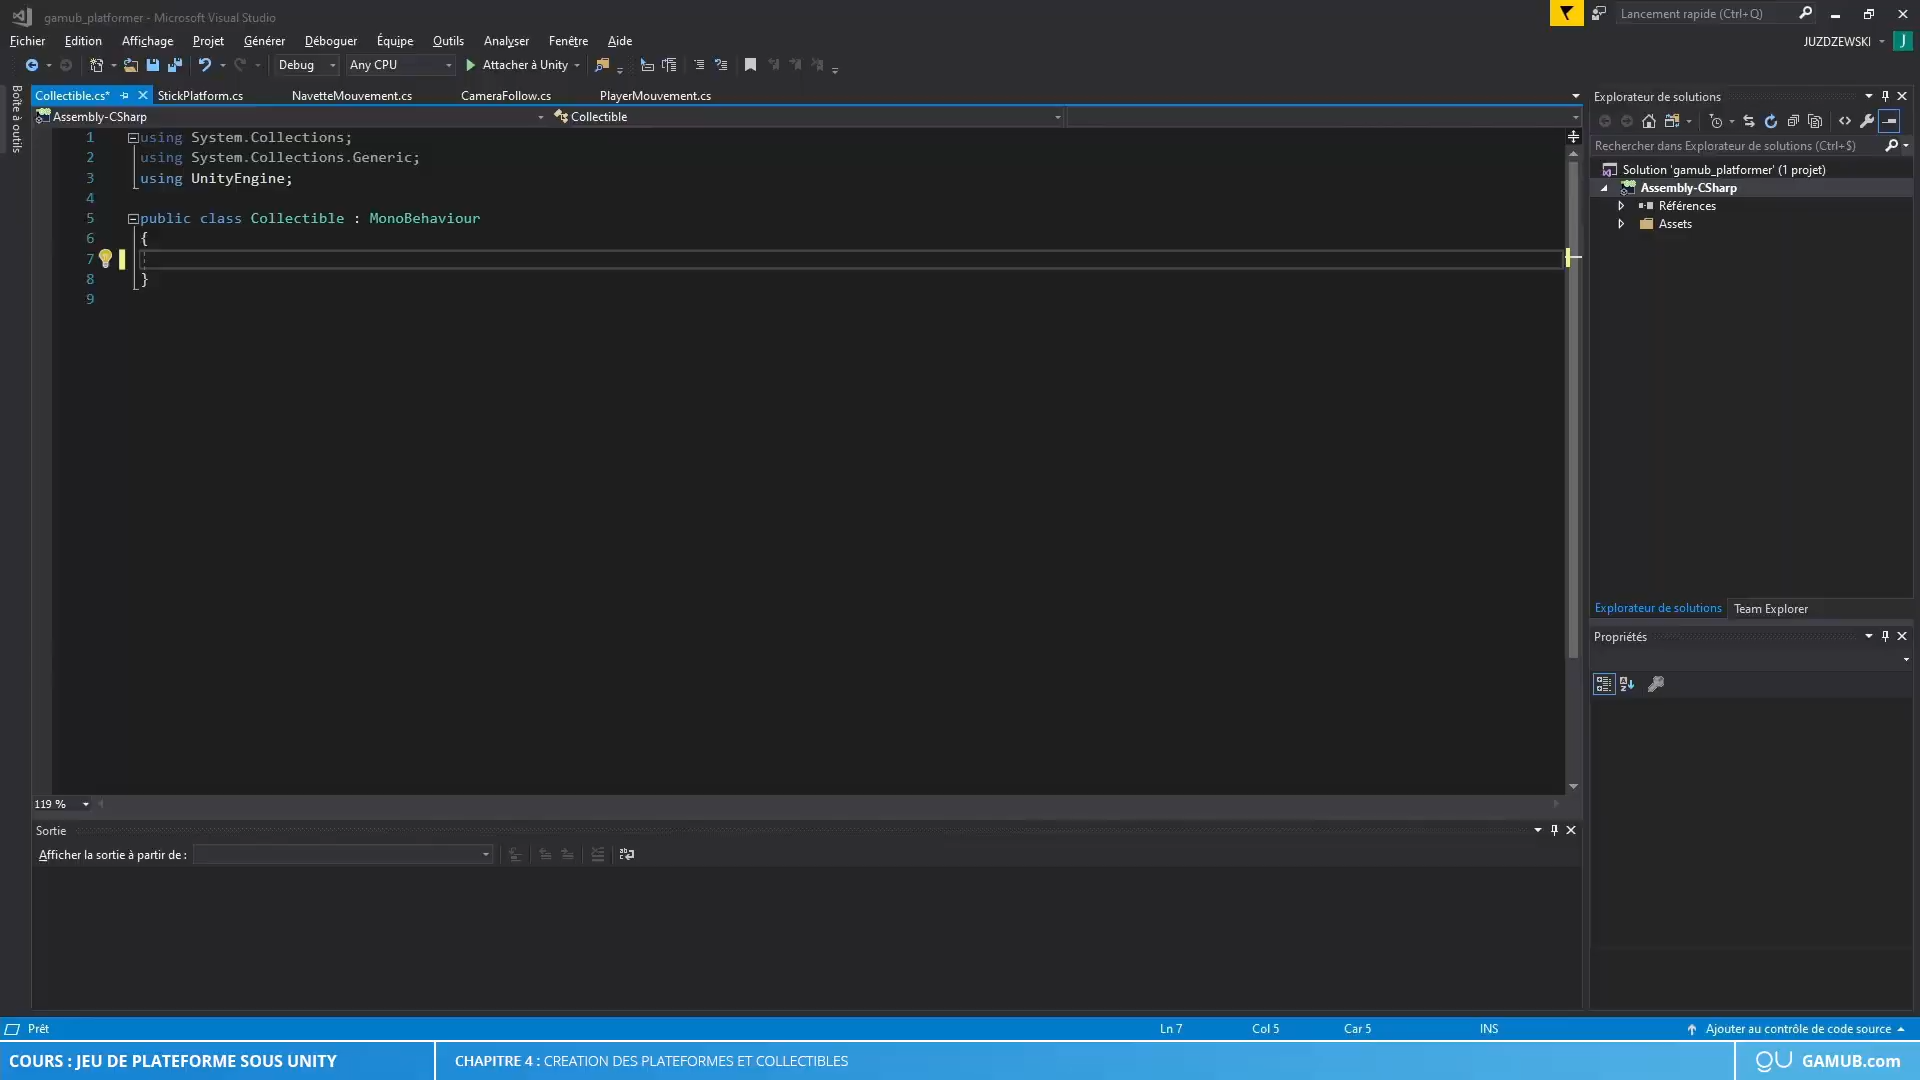 gamub_platformer - Microsoft Visual Studio
Lancement rapide (Ctrl+Q)
Fichier Edition Affichage Projet Générer Déboguer Équipe Outils Analyser Fenêtre Aide
JUZDZEWSKI J
Debug Any CPU Attacher à Unity
Boîte à outils
Collectible.cs* StickPlatform.cs NavetteMouvement.cs CameraFollow.cs PlayerMouvement.cs
Assembly-CSharp Collectible
1 using System.Collections;
2 using System.Collections.Generic;
3 using UnityEngine;
4
5 public class Collectible : MonoBehaviour
6 {
7
8 }
9
119 %
Sortie
Afficher la sortie à partir de :
Explorateur de solutions
Rechercher dans Explorateur de solutions (Ctrl+$)
Solution 'gamub_platformer' (1 projet)
Assembly-CSharp
Références
Assets
Explorateur de solutions Team Explorer
Propriétés
Prêt Ln 7 Col 5 Car 5 INS Ajouter au contrôle de code source
COURS : JEU DE PLATEFORME SOUS UNITY CHAPITRE 4 : CREATION DES PLATEFORMES ET COLLECTIBLES GU GAMUB.com